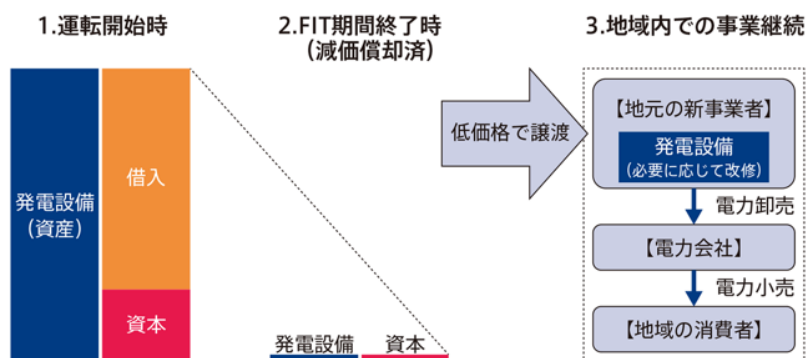 1.運転開始時
発電設備
(資産)
借入
資本
2.FIT期間終了時
(減価償却済)
発電設備
資本
低価格で譲渡
3.地域内での事業継続
【地元の新事業者】
発電設備
(必要に応じて改修)
電力卸売
【電力会社】
電力小売
【地域の消費者】